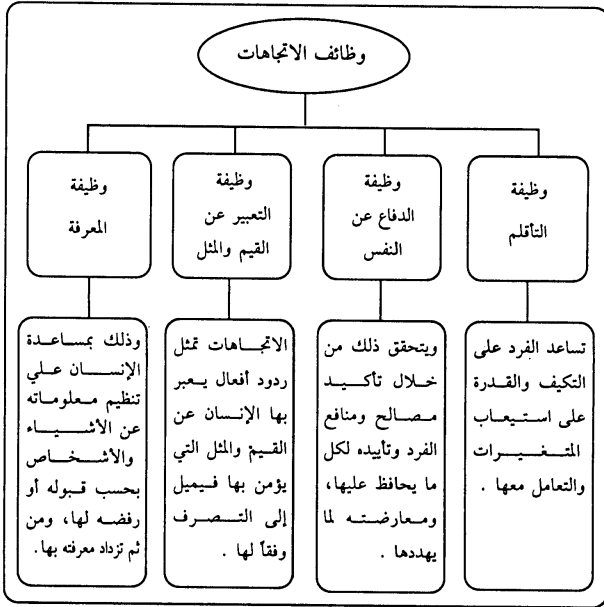 وظائف الاتجاهات
وظيفة
التأقلم
وظيفة
الدفاع عن
النفس
وظيفة
التعبير عن
القيم والمثل
وظيفة
المعرفة
تساعد الفرد على
التكيف والقدرة
على استيعاب
المتغيرات
والتعامل معها .
ويتحقق ذلك من
خلال تأكيد
مصالح ومنافع
الفرد وتأييده لكل
ما يحافظ عليها،
ومعارضته لما
يهددها .
الاتجاهات تمثل
ردود أفعال يعبر
بها الإنسان عن
القيم والمثل التي
يؤمن بها فيميل
إلى التصرف
وفقاً لها .
وذلك بمساعدة
الإنسان علي
تنظيم معلوماته
عن الأشياء
والأشخاص
بحسب قبوله أو
رفضه لها، ومن
ثم تزداد معرفته بها.